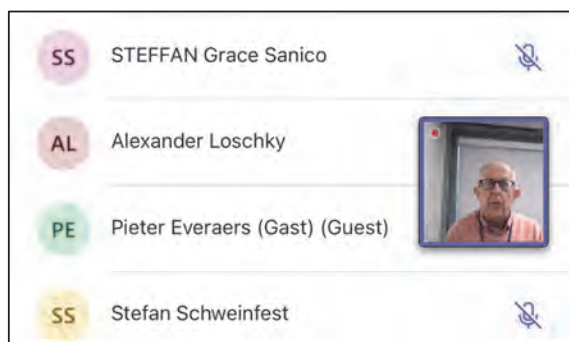 SS STEFFAN Grace Sanico
AL Alexander Loschky
PE Pieter Everaers (Gast) (Guest)
SS Stefan Schweinfest